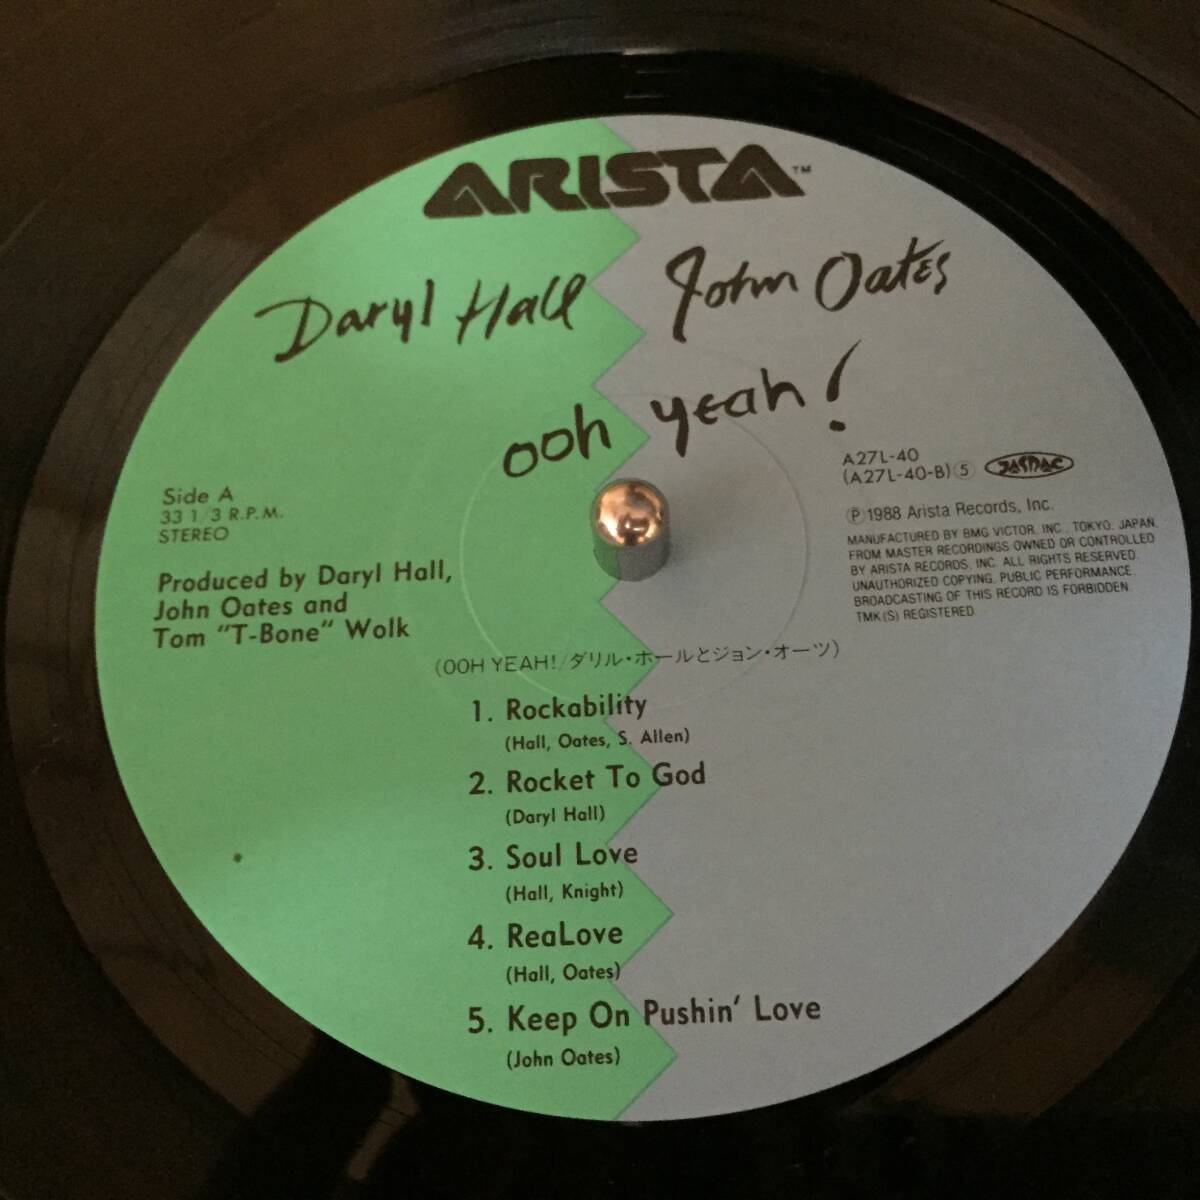 ARISTA™
Daryl Hall John Oates
ooh yeah!
A27L-40
(A27L-40-B)⑤ JASRAC
Side A
33 1/3 R.P.M.
STEREO
Ⓟ1988 Arista Records, Inc.
MANUFACTURED BY BMG VICTOR, INC., TOKYO, JAPAN,
FROM MASTER RECORDINGS OWNED OR CONTROLLED
BY ARISTA RECORDS, INC. ALL RIGHTS RESERVED.
UNAUTHORIZED COPYING, PUBLIC PERFORMANCE,
BROADCASTING OF THIS RECORD IS FORBIDDEN.
TMK(S) REGISTERED
Produced by Daryl Hall,
John Oates and
Tom "T-Bone" Wolk
(OOH YEAH!/ダリル・ホールとジョン・オーツ)
1. Rockability
(Hall, Oates, S. Allen)
2. Rocket To God
(Daryl Hall)
3. Soul Love
(Hall, Knight)
4. ReaLove
(Hall, Oates)
5. Keep On Pushin' Love
(John Oates)